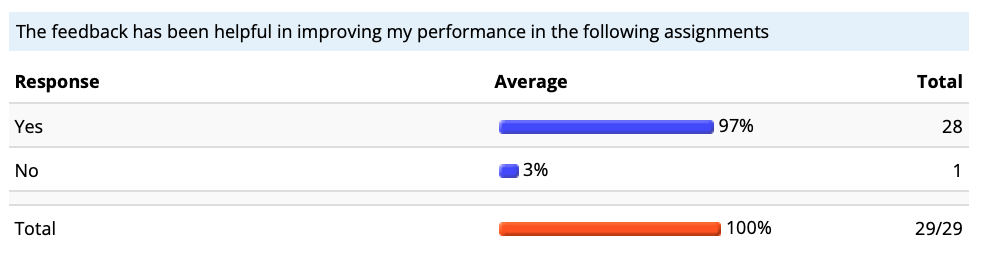 The feedback has been helpful in improving my performance in the following assignments
Response Average Total
Yes 97% 28
No 3% 1
Total 100% 29/29